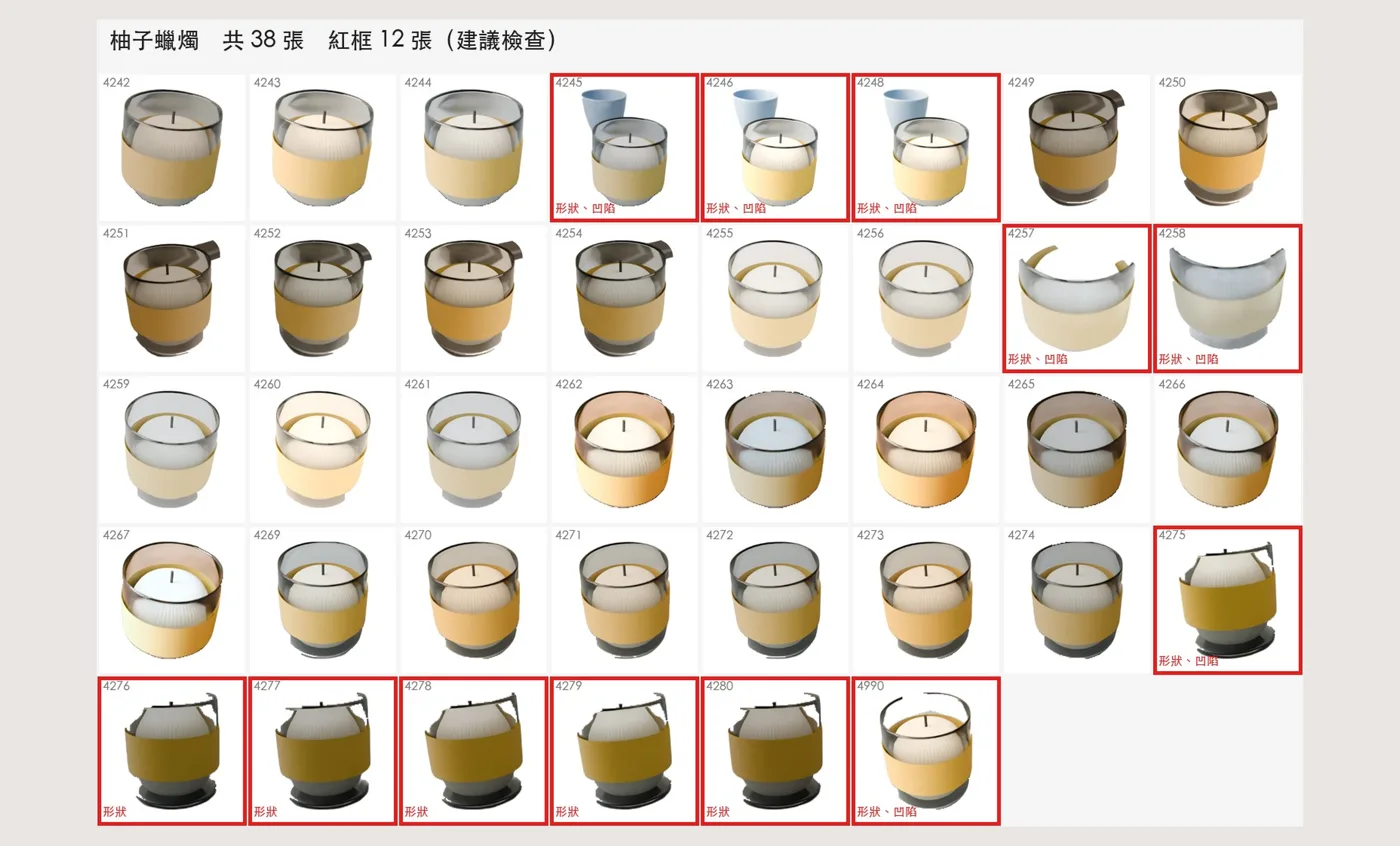 柚子蠟燭　共 38 張　紅框 12 張（建議檢查）
4242 4243 4244 4245 4246 4248 4249 4250
形狀、凹陷 形狀、凹陷 形狀、凹陷
4251 4252 4253 4254 4255 4256 4257 4258
形狀、凹陷 形狀、凹陷
4259 4260 4261 4262 4263 4264 4265 4266
4267 4269 4270 4271 4272 4273 4274 4275
形狀、凹陷
4276 4277 4278 4279 4280 4990
形狀 形狀 形狀 形狀 形狀 形狀、凹陷